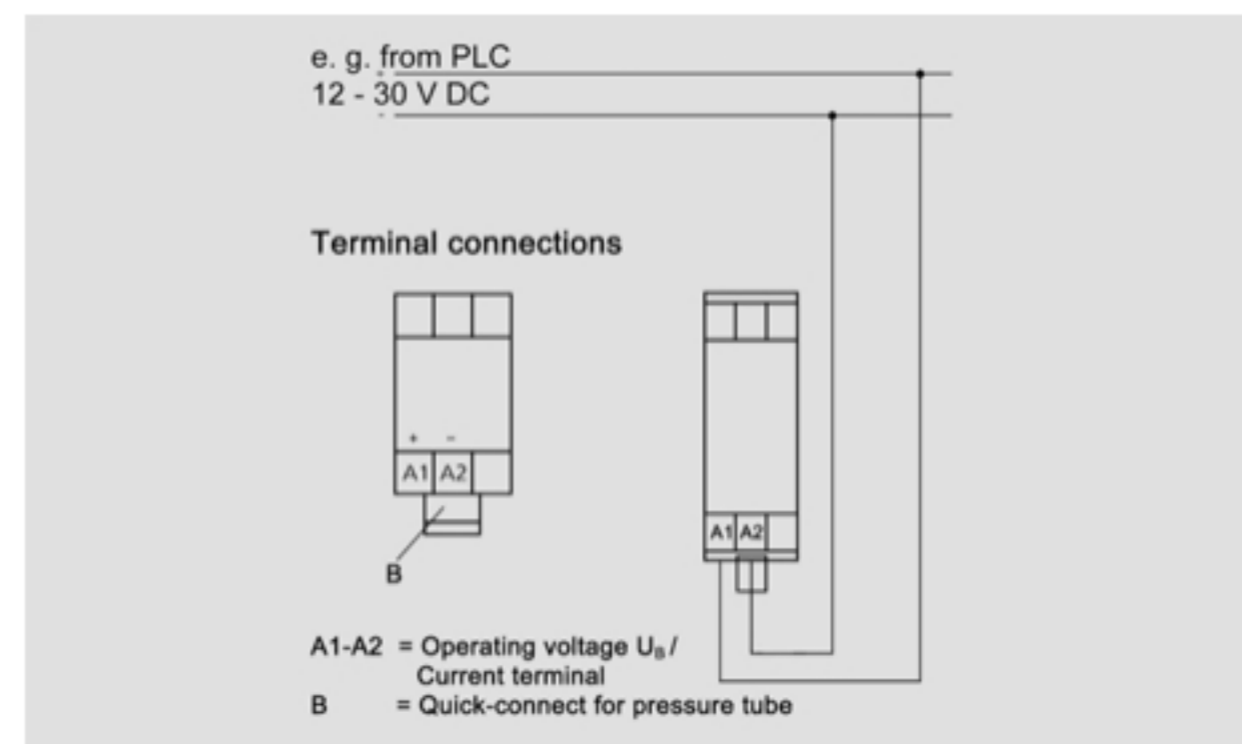 e. g. from PLC
12 - 30 V DC
Terminal connections
+ -
A1 A2
A1 A2
B
A1-A2 = Operating voltage UB /
Current terminal
B = Quick-connect for pressure tube